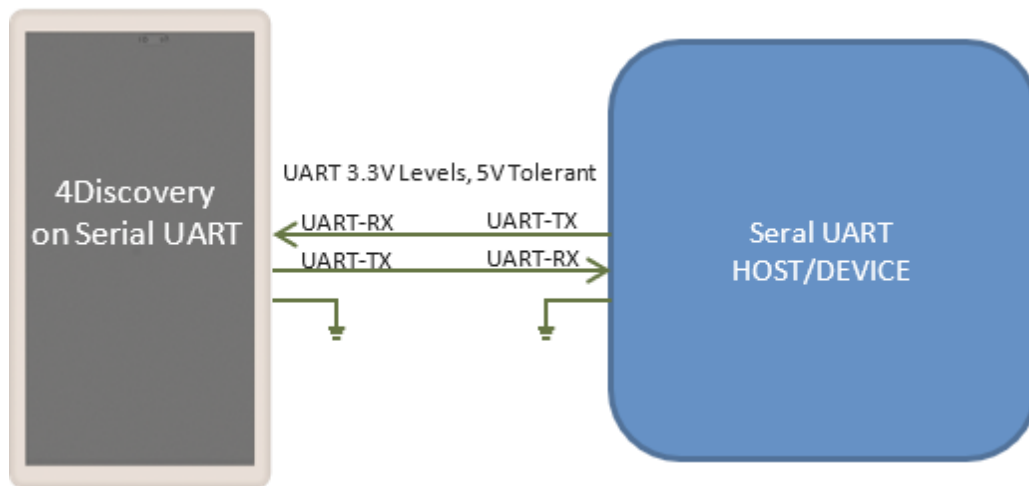 4Discovery
on Serial UART
UART 3.3V Levels, 5V Tolerant
UART-RX UART-TX
UART-TX UART-RX
Seral UART
HOST/DEVICE